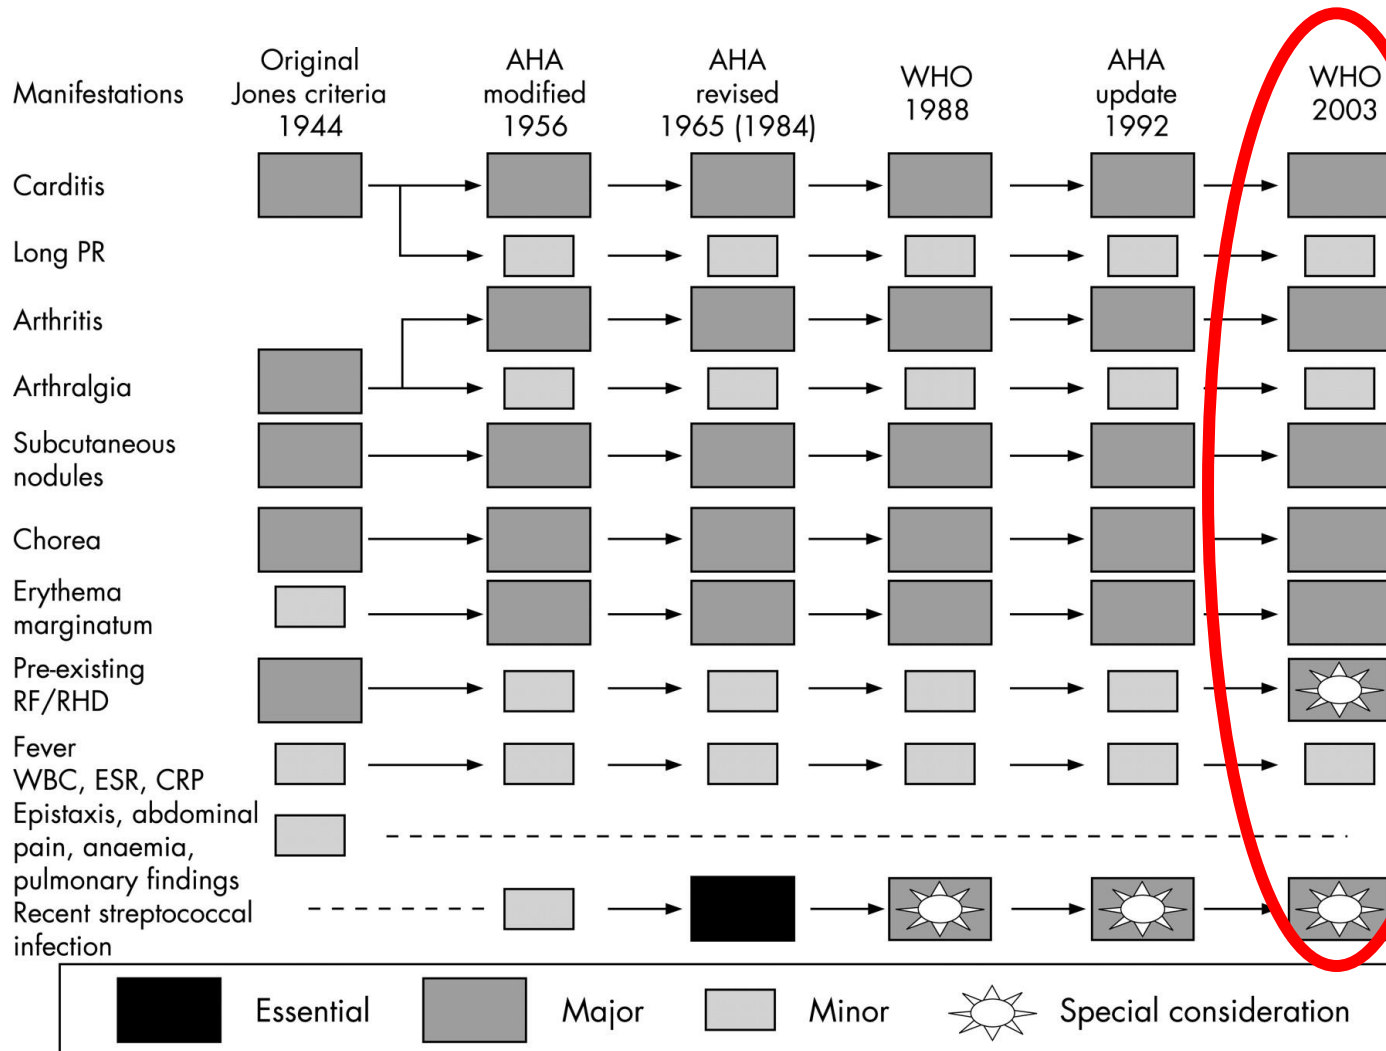 Manifestations
Original
Jones criteria
1944
AHA
modified
1956
AHA
revised
1965 (1984)
WHO
1988
AHA
update
1992
WHO
2003
Carditis
Long PR
Arthritis
Arthralgia
Subcutaneous
nodules
Chorea
Erythema
marginatum
Pre-existing
RF/RHD
Fever
WBC, ESR, CRP
Epistaxis, abdominal
pain, anaemia,
pulmonary findings
Recent streptococcal
infection
Essential
Major
Minor
Special consideration